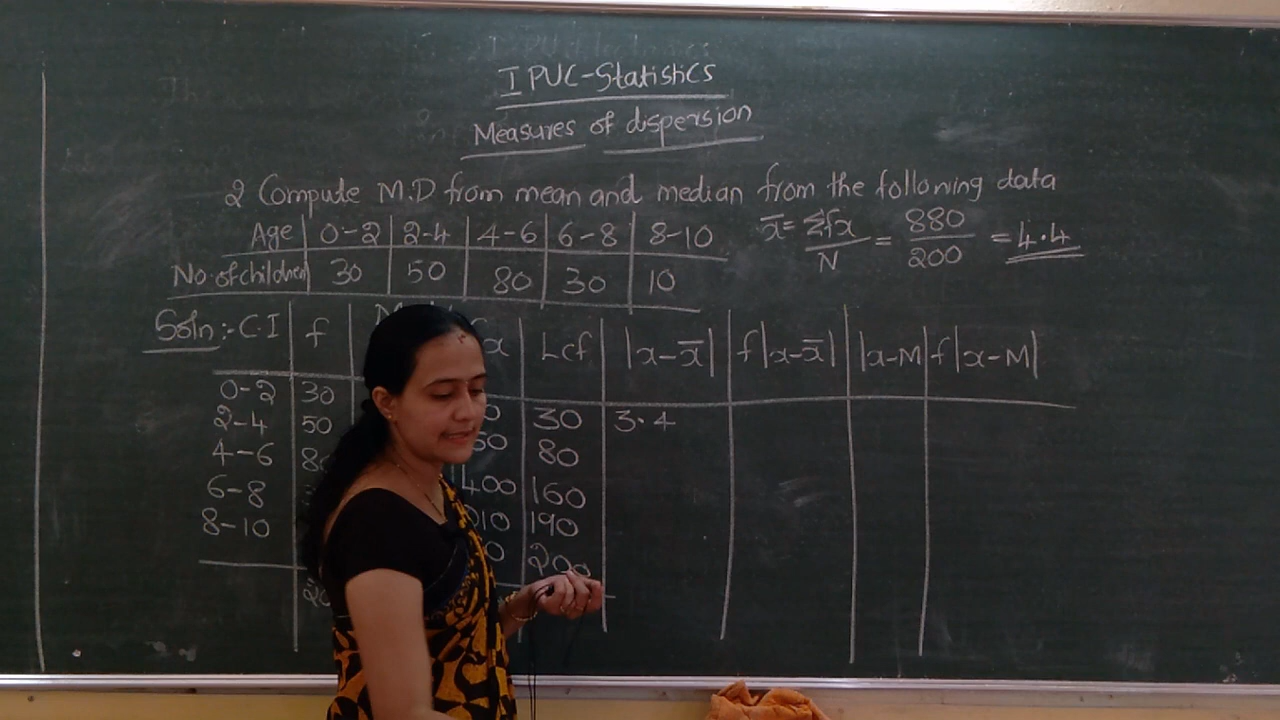 I PUC-Statistics
Measures of dispersion
2 Compute M.D from mean and median from the following data
Age 0-2 2-4 4-6 6-8 8-10
No. of children 30 50 80 30 10
x̄ = Σfx / N = 880 / 200 = 4.4
Soln:- C.I f Lcf |x-x̄| f|x-x̄| |x-M| f|x-M|
0-2 30 30 3.4
2-4 50 80
4-6 400 160
6-8 190
8-10 200